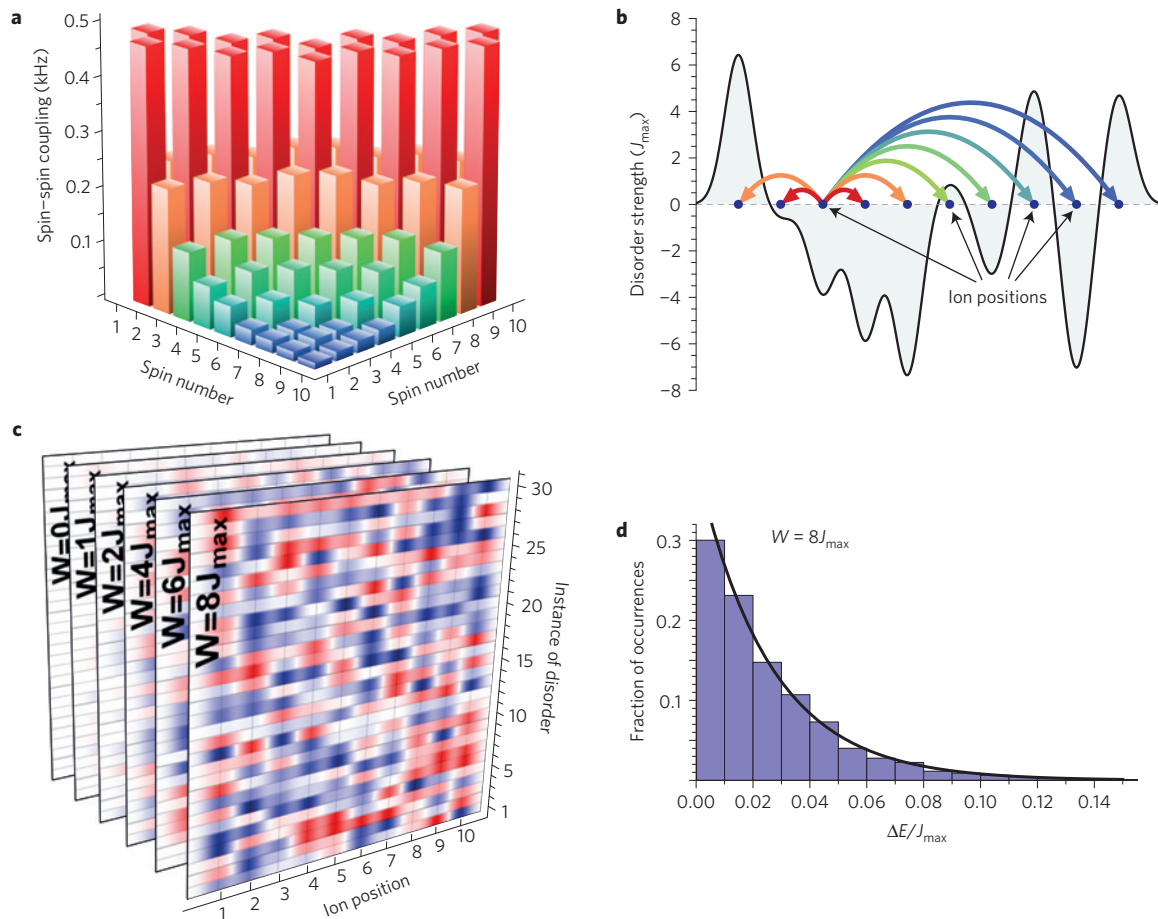 a
Spin–spin coupling (kHz)
0.5
0.4
0.3
0.2
0.1
1
2
3
4
5
6
7
8
9
10
Spin number
1
2
3
4
5
6
7
8
9
10
Spin number
b
Disorder strength (Jmax)
8
6
4
2
0
−2
−4
−6
−8
Ion positions
c
W=0Jmax
W=1Jmax
W=2Jmax
W=4Jmax
W=6Jmax
W=8Jmax
30
25
20
15
10
5
1
Instance of disorder
1
2
3
4
5
6
7
8
9
10
Ion position
d
W = 8Jmax
Fraction of occurrences
0.3
0.2
0.1
0.00 0.02 0.04 0.06 0.08 0.10 0.12 0.14
ΔE/Jmax